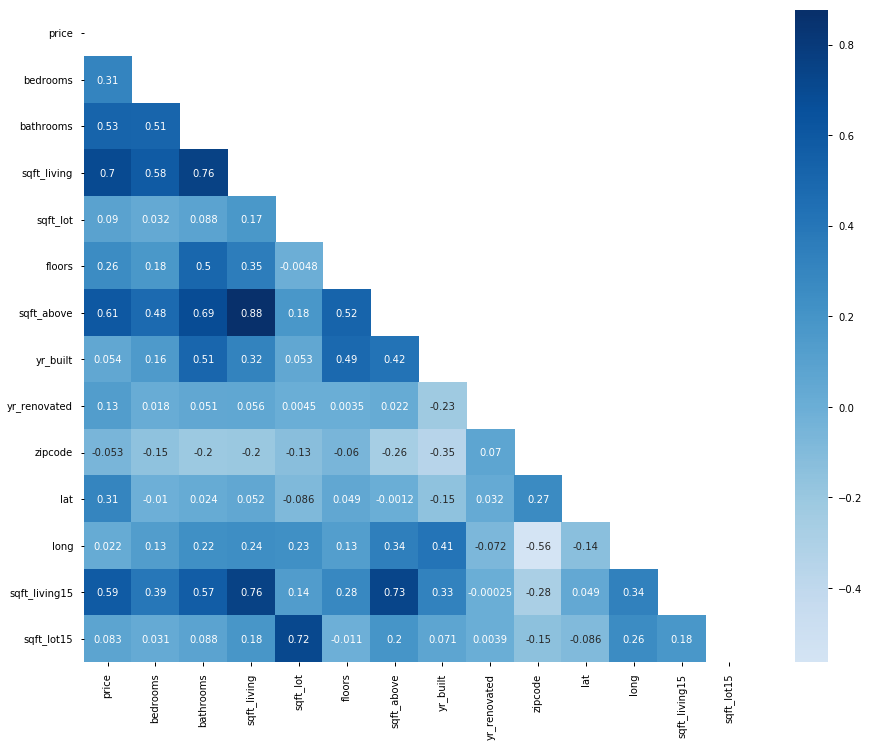 price
bedrooms 0.31
bathrooms 0.53 0.51
sqft_living 0.7 0.58 0.76
sqft_lot 0.09 0.032 0.088 0.17
floors 0.26 0.18 0.5 0.35 -0.0048
sqft_above 0.61 0.48 0.69 0.88 0.18 0.52
yr_built 0.054 0.16 0.51 0.32 0.053 0.49 0.42
yr_renovated 0.13 0.018 0.051 0.056 0.0045 0.0035 0.022 -0.23
zipcode -0.053 -0.15 -0.2 -0.2 -0.13 -0.06 -0.26 -0.35 0.07
lat 0.31 -0.01 0.024 0.052 -0.086 0.049 -0.0012 -0.15 0.032 0.27
long 0.022 0.13 0.22 0.24 0.23 0.13 0.34 0.41 -0.072 -0.56 -0.14
sqft_living15 0.59 0.39 0.57 0.76 0.14 0.28 0.73 0.33 -0.00025 -0.28 0.049 0.34
sqft_lot15 0.083 0.031 0.088 0.18 0.72 -0.011 0.2 0.071 0.0039 -0.15 -0.086 0.26 0.18
price bedrooms bathrooms sqft_living sqft_lot floors sqft_above yr_built yr_renovated zipcode lat long sqft_living15 sqft_lot15
0.8
0.6
0.4
0.2
0.0
−0.2
−0.4